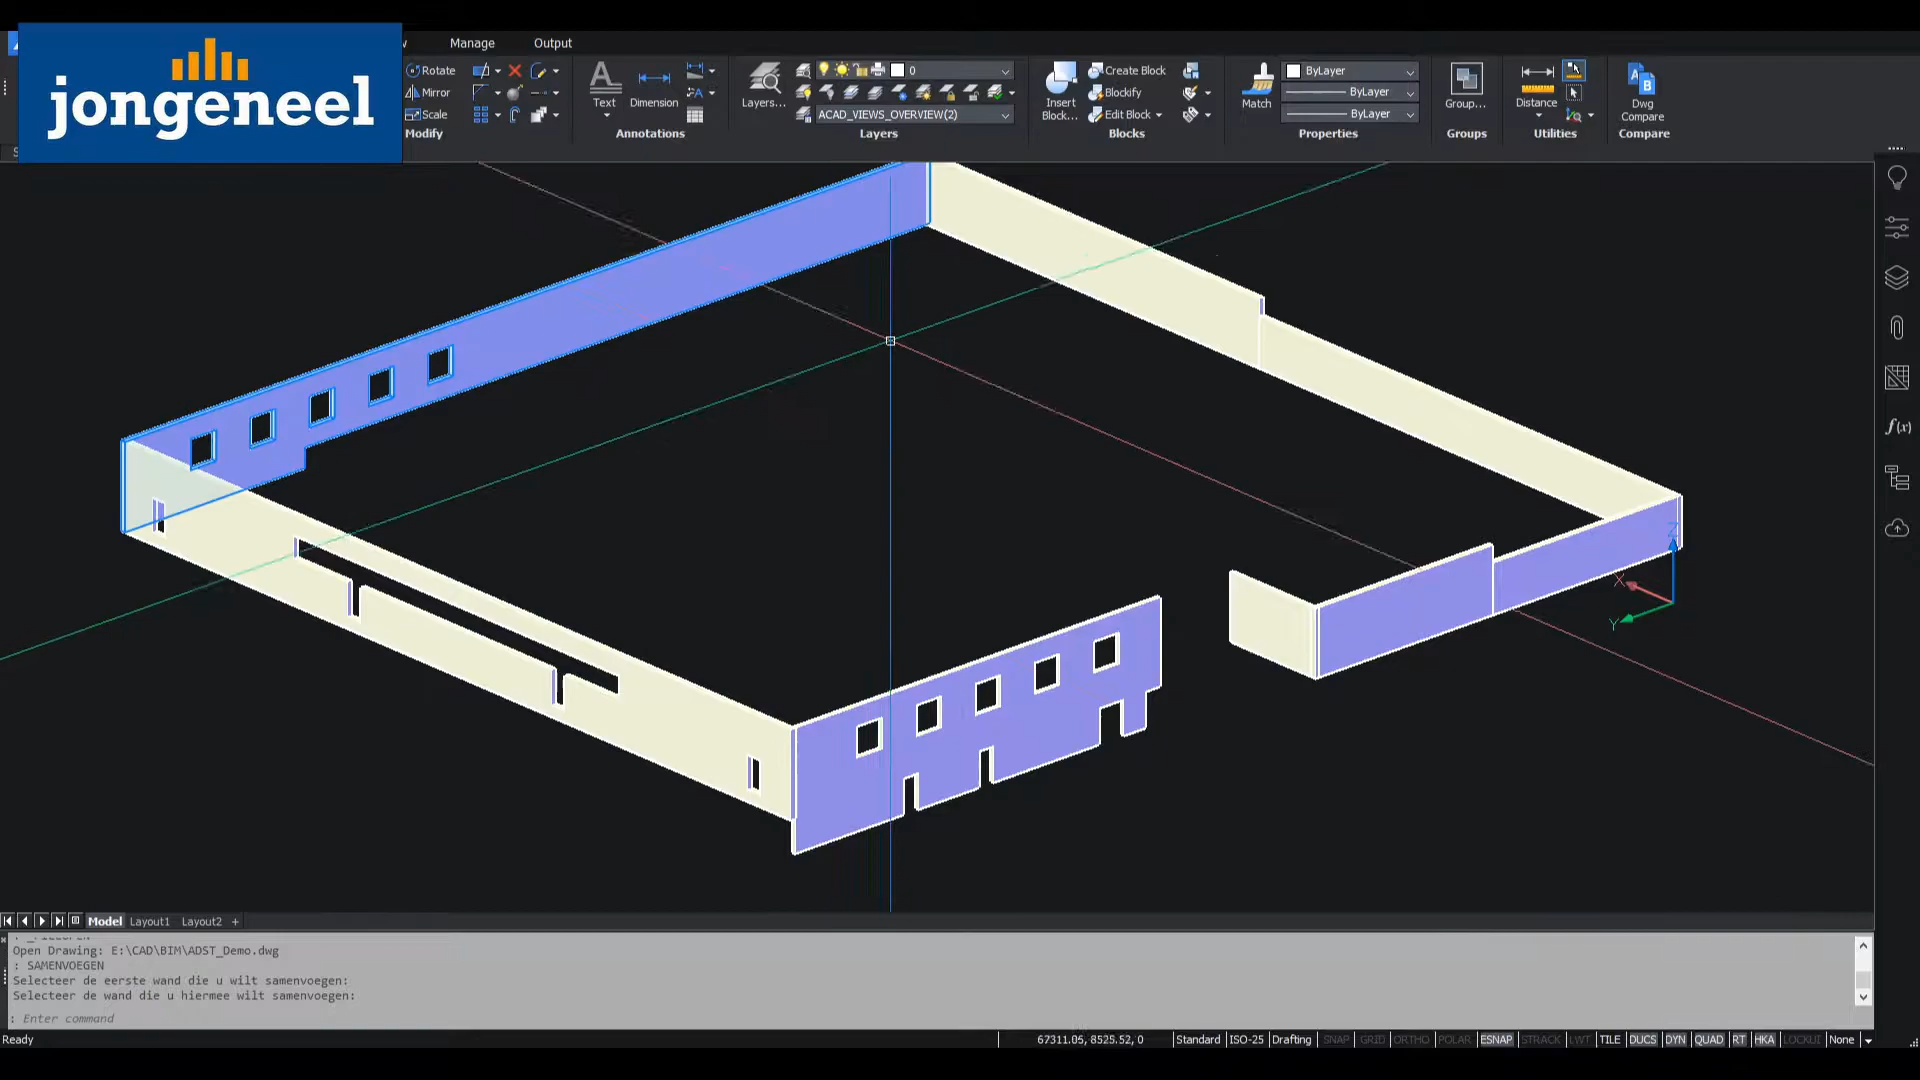 jongeneel
Manage
Output
Rotate
Mirror
Scale
Modify
Text
Dimension
Annotations
Layers...
0
ACAD_VIEWS_OVERVIEW(2)
Layers
Insert
Block...
Create Block
Blockify
Edit Block
Blocks
Match
ByLayer
ByLayer
ByLayer
Properties
Group...
Groups
Distance
Utilities
Dwg
Compare
Compare
f(x)
Z
X
Y
Model Layout1 Layout2 +
Open Drawing: E:\CAD\BIM\ADST_Demo.dwg
: SAMENVOEGEN
Selecteer de eerste wand die u wilt samenvoegen:
Selecteer de wand die u hiermee wilt samenvoegen:
: Enter command
Ready
67311.05, 8525.52, 0 Standard ISO-25 Drafting SNAP GRID ORTHO POLAR ESNAP STRACK LWT TILE DUCS DYN QUAD RT HKA LOCKUI None